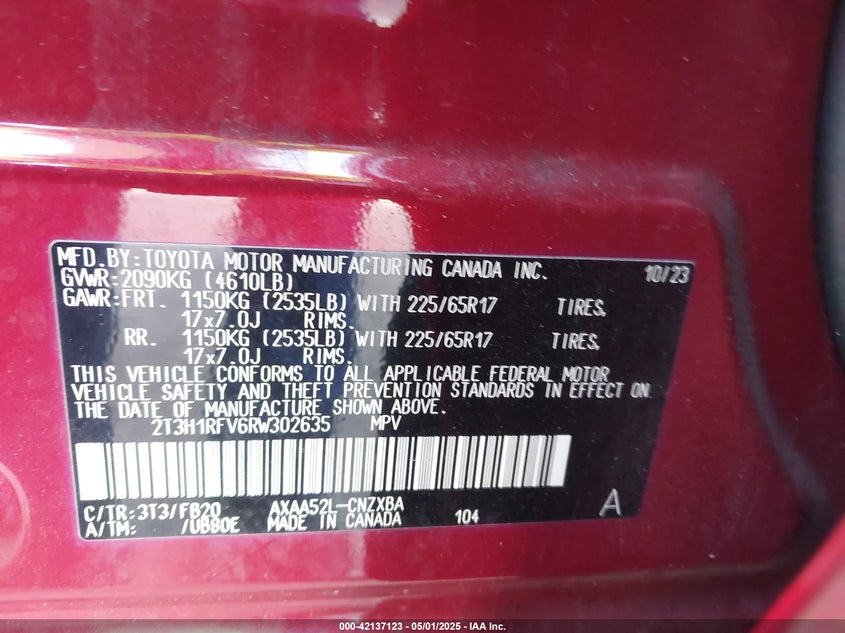 MFD.BY:TOYOTA MOTOR MANUFACTURING CANADA INC. 10/23
GVWR:2090KG (4610LB)
GAWR:FRT. 1150KG (2535LB) WITH 225/65R17 TIRES,
17x7.0J RIMS.
RR. 1150KG (2535LB) WITH 225/65R17 TIRES,
17x7.0J RIMS.
THIS VEHICLE CONFORMS TO ALL APPLICABLE FEDERAL MOTOR
VEHICLE SAFETY AND THEFT PREVENTION STANDARDS IN EFFECT ON
THE DATE OF MANUFACTURE SHOWN ABOVE.
2T3H1RFV6RW302635 MPV
C/TR:3T3/FB20 AXAA52L-CNZXBA A
A/TM: /UB80E MADE IN CANADA 104
000-42137123 - 05/01/2025 - IAA Inc.